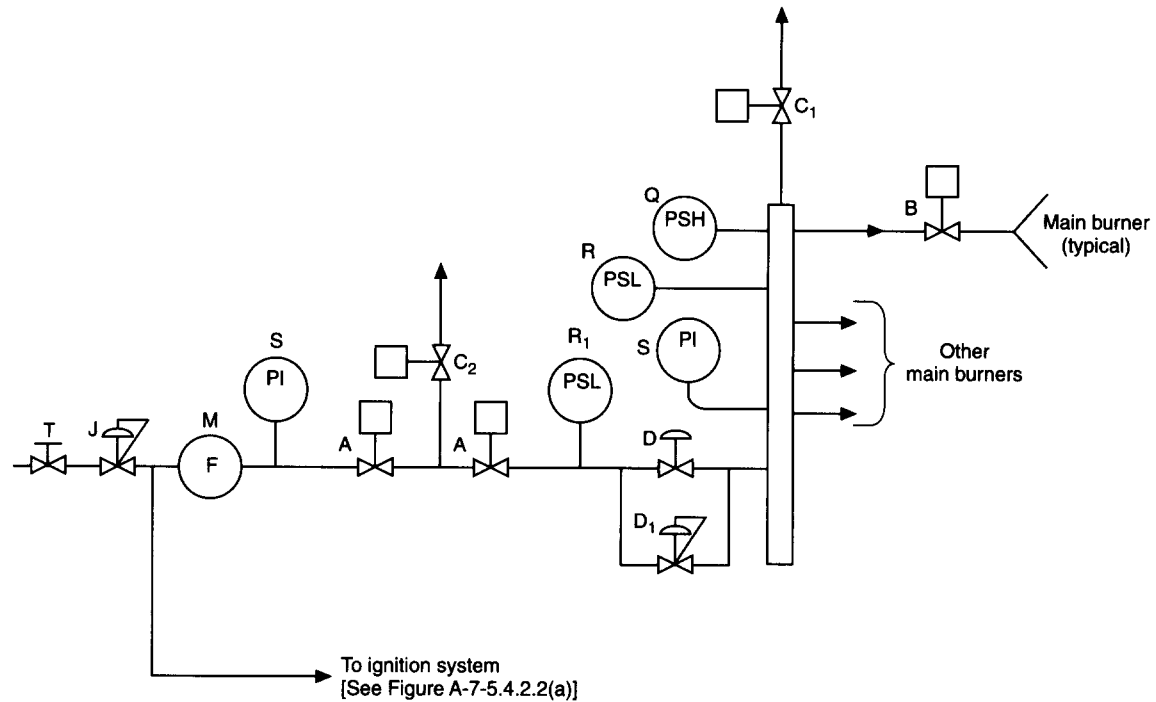 C₁
Q
PSH
B
Main burner
(typical)
R
PSL
S
PI
C₂
R₁
PSL
S
PI
Other
main burners
T
J
M
F
A
A
D
D₁
To ignition system
[See Figure A-7-5.4.2.2(a)]